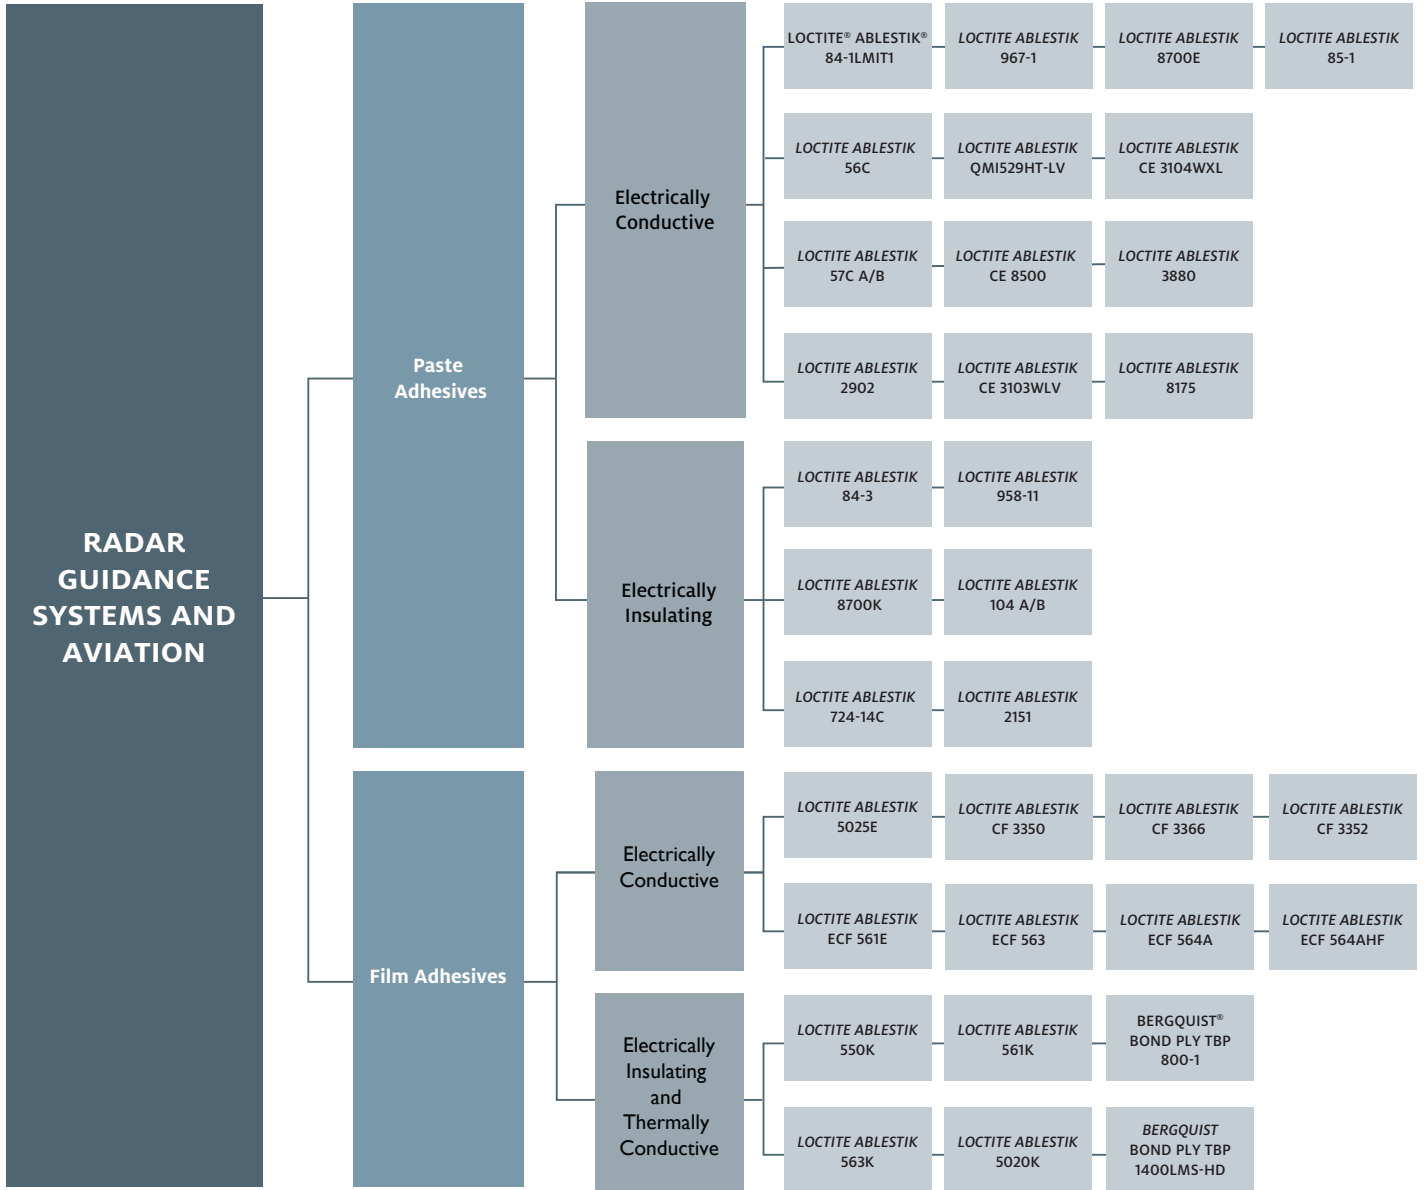 RADAR
GUIDANCE
SYSTEMS AND
AVIATION
Paste
Adhesives
Electrically
Conductive
LOCTITE® ABLESTIK®
84-1LMIT1
LOCTITE ABLESTIK
967-1
LOCTITE ABLESTIK
8700E
LOCTITE ABLESTIK
85-1
LOCTITE ABLESTIK
56C
LOCTITE ABLESTIK
QMI529HT-LV
LOCTITE ABLESTIK
CE 3104WXL
LOCTITE ABLESTIK
57C A/B
LOCTITE ABLESTIK
CE 8500
LOCTITE ABLESTIK
3880
LOCTITE ABLESTIK
2902
LOCTITE ABLESTIK
CE 3103WLV
LOCTITE ABLESTIK
8175
Electrically
Insulating
LOCTITE ABLESTIK
84-3
LOCTITE ABLESTIK
958-11
LOCTITE ABLESTIK
8700K
LOCTITE ABLESTIK
104 A/B
LOCTITE ABLESTIK
724-14C
LOCTITE ABLESTIK
2151
Film Adhesives
Electrically
Conductive
LOCTITE ABLESTIK
5025E
LOCTITE ABLESTIK
CF 3350
LOCTITE ABLESTIK
CF 3366
LOCTITE ABLESTIK
CF 3352
LOCTITE ABLESTIK
ECF 561E
LOCTITE ABLESTIK
ECF 563
LOCTITE ABLESTIK
ECF 564A
LOCTITE ABLESTIK
ECF 564AHF
Electrically
Insulating
and
Thermally
Conductive
LOCTITE ABLESTIK
550K
LOCTITE ABLESTIK
561K
BERGQUIST®
BOND PLY TBP
800-1
LOCTITE ABLESTIK
563K
LOCTITE ABLESTIK
5020K
BERGQUIST
BOND PLY TBP
1400LMS-HD